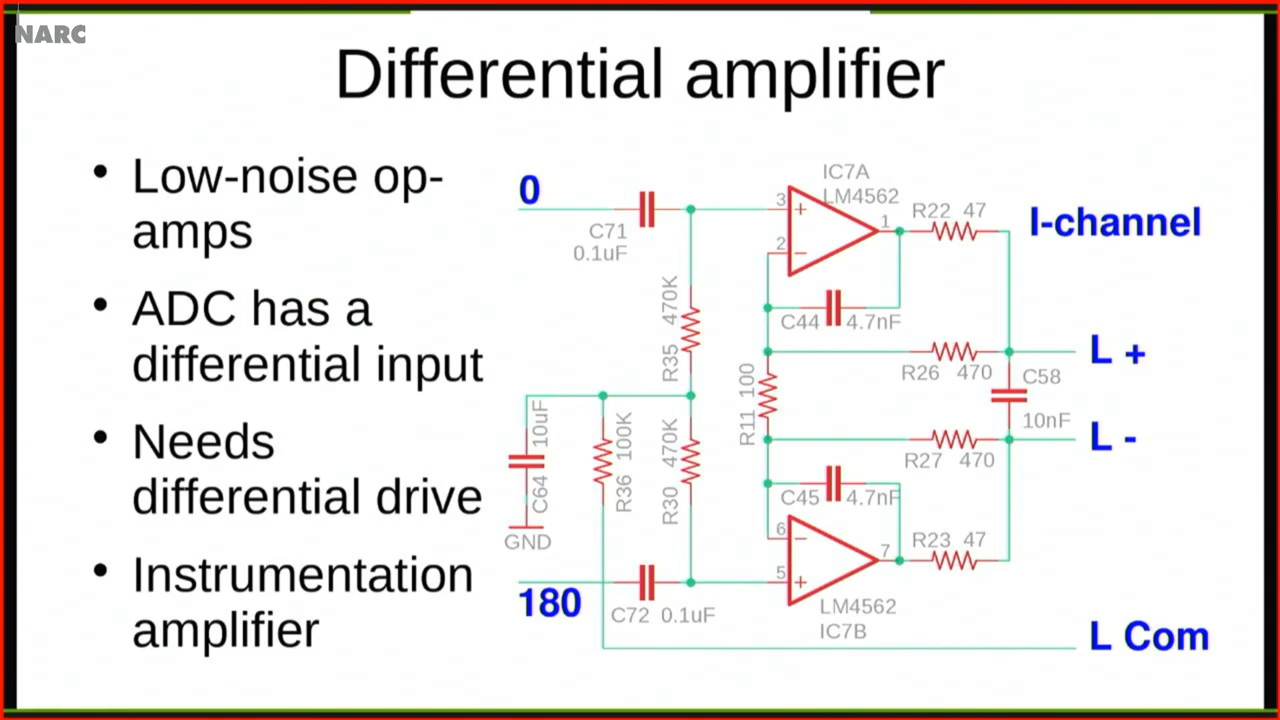 NARC
Differential amplifier
• Low-noise op-
amps
• ADC has a
differential input
• Needs
differential drive
• Instrumentation
amplifier
0
C71
0.1uF
R35 470K
10uF
C64
GND
R36 100K
R30 470K
180
C72 0.1uF
IC7A
LM4562
3
2
1
+
−
R22 47
I-channel
C44 4.7nF
R26 470
L +
C58
10nF
R11 100
R27 470
L -
C45 4.7nF
6
5
7
−
+
R23 47
LM4562
IC7B
L Com